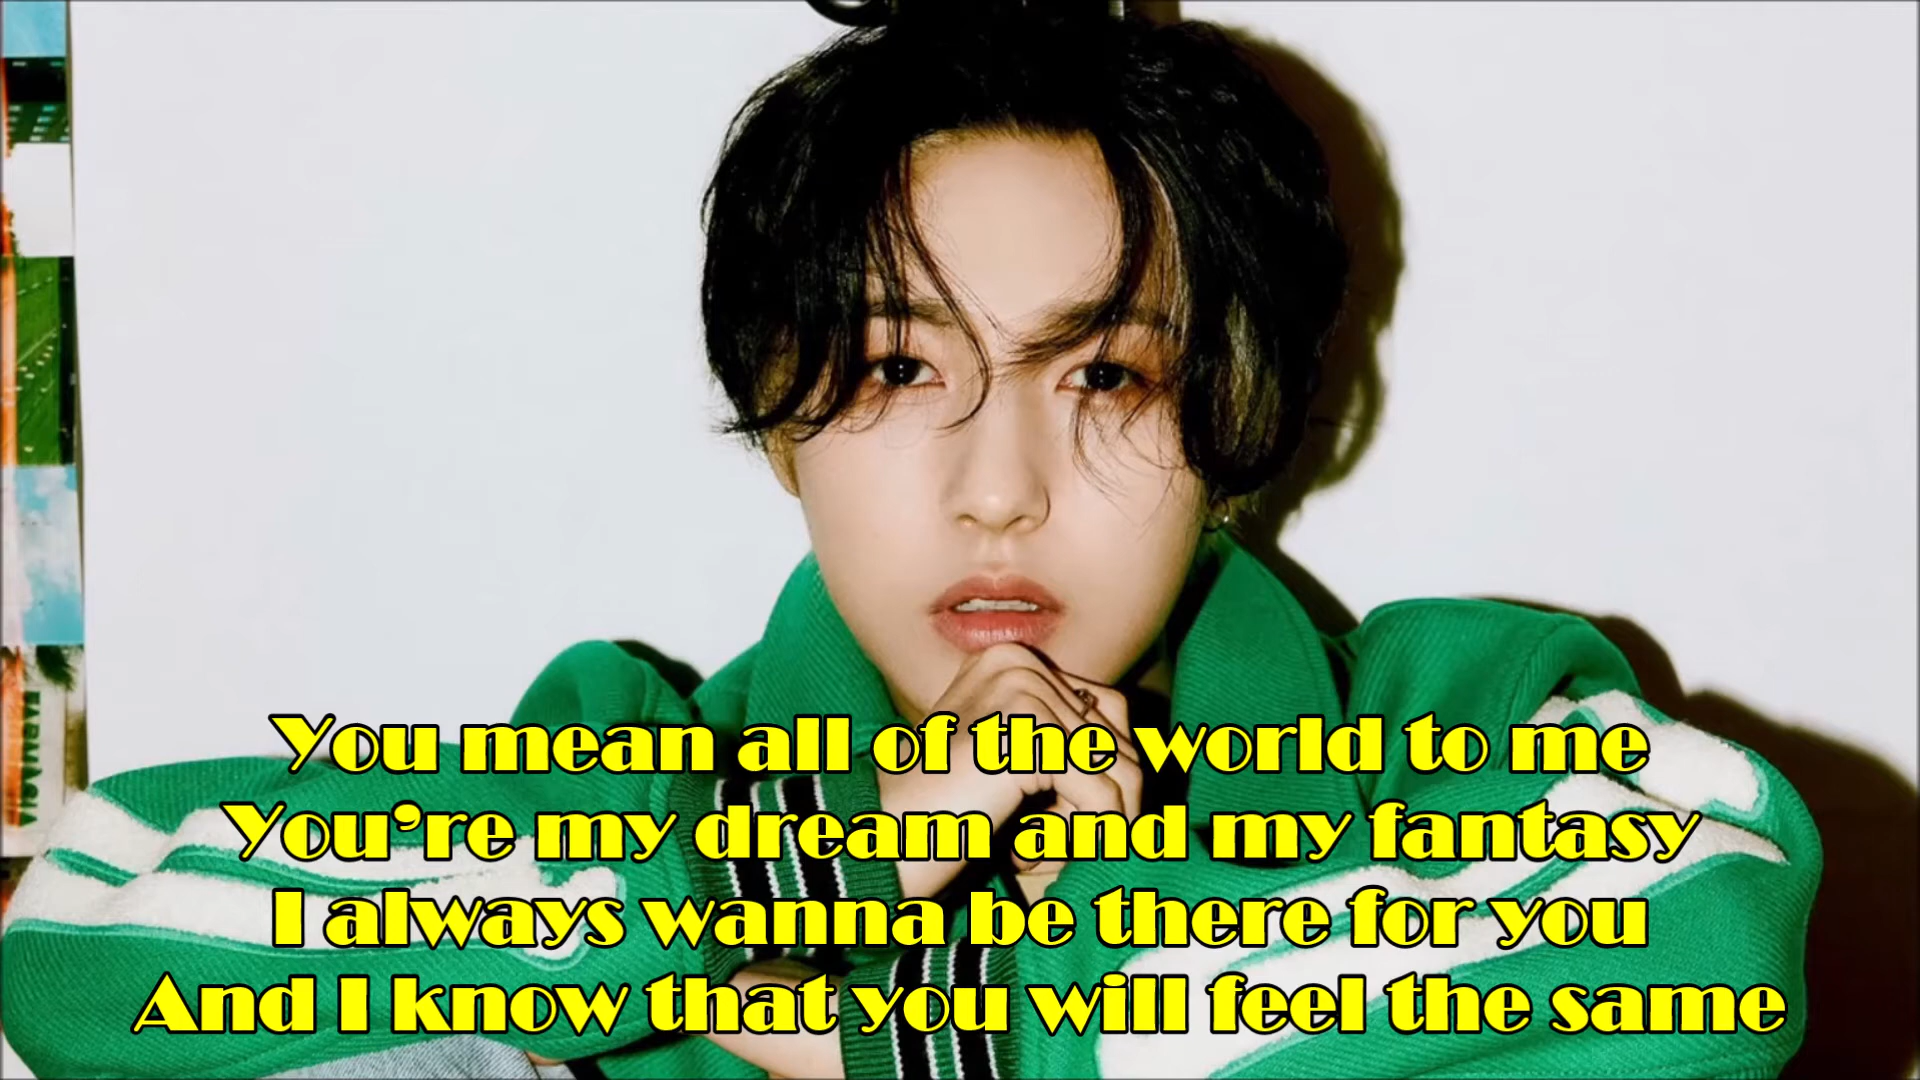 You mean all of the world to me
You're my dream and my fantasy
I always wanna be there for you
And I know that you will feel the same